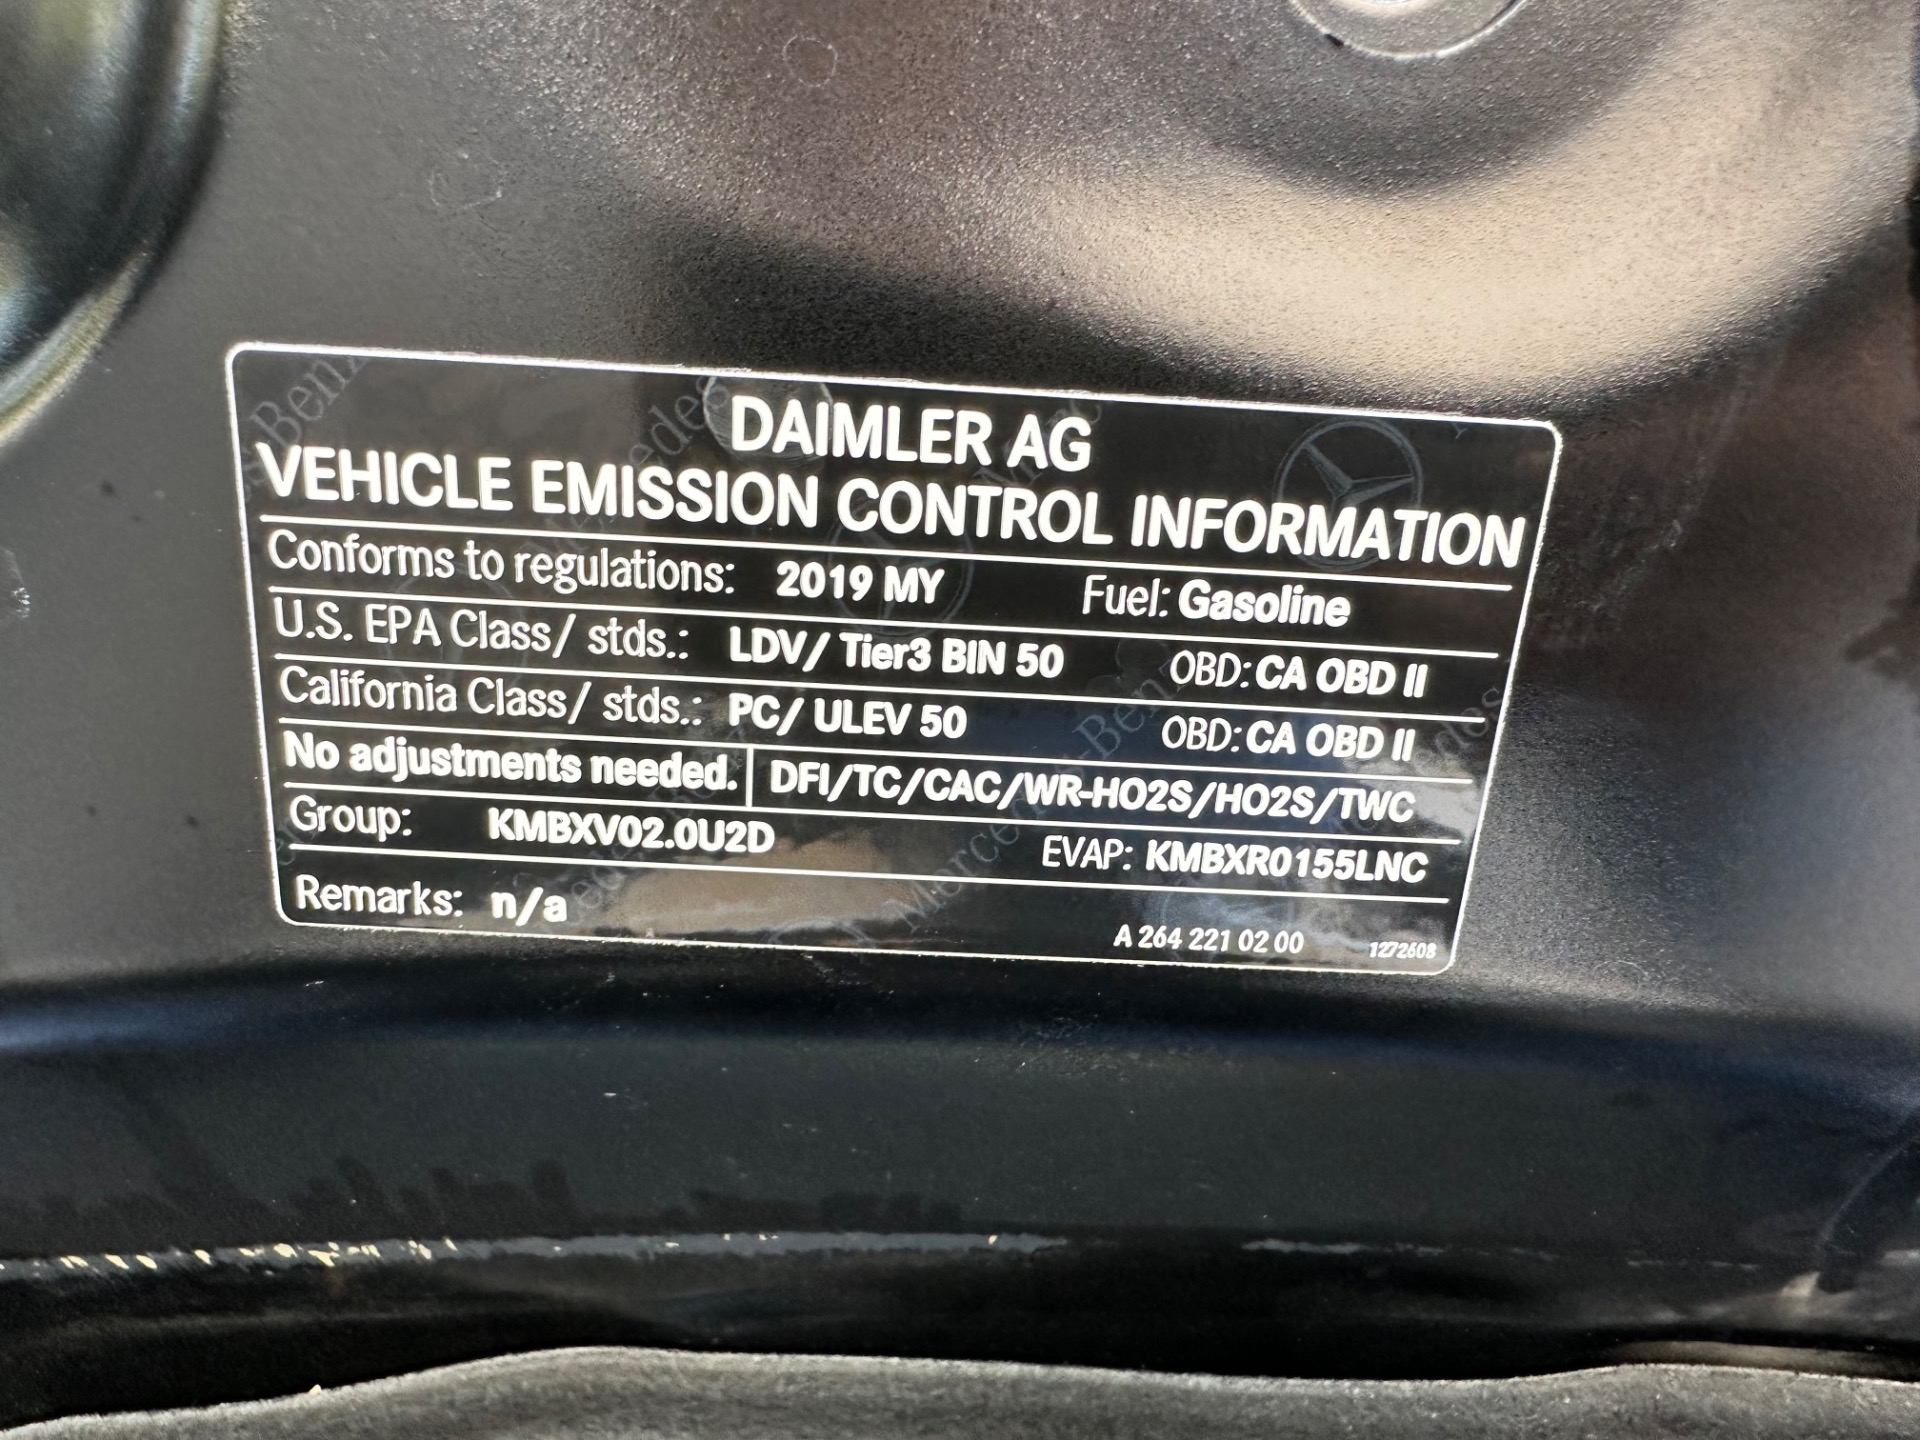 DAIMLER AG
VEHICLE EMISSION CONTROL INFORMATION
Conforms to regulations: 2019 MY Fuel: Gasoline
U.S. EPA Class/ stds.: LDV/ Tier3 BIN 50 OBD: CA OBD II
California Class/ stds.: PC/ ULEV 50 OBD: CA OBD II
No adjustments needed. DFI/TC/CAC/WR-HO2S/HO2S/TWC
Group: KMBXV02.0U2D EVAP: KMBXR0155LNC
Remarks: n/a
A 264 221 02 00 1272608